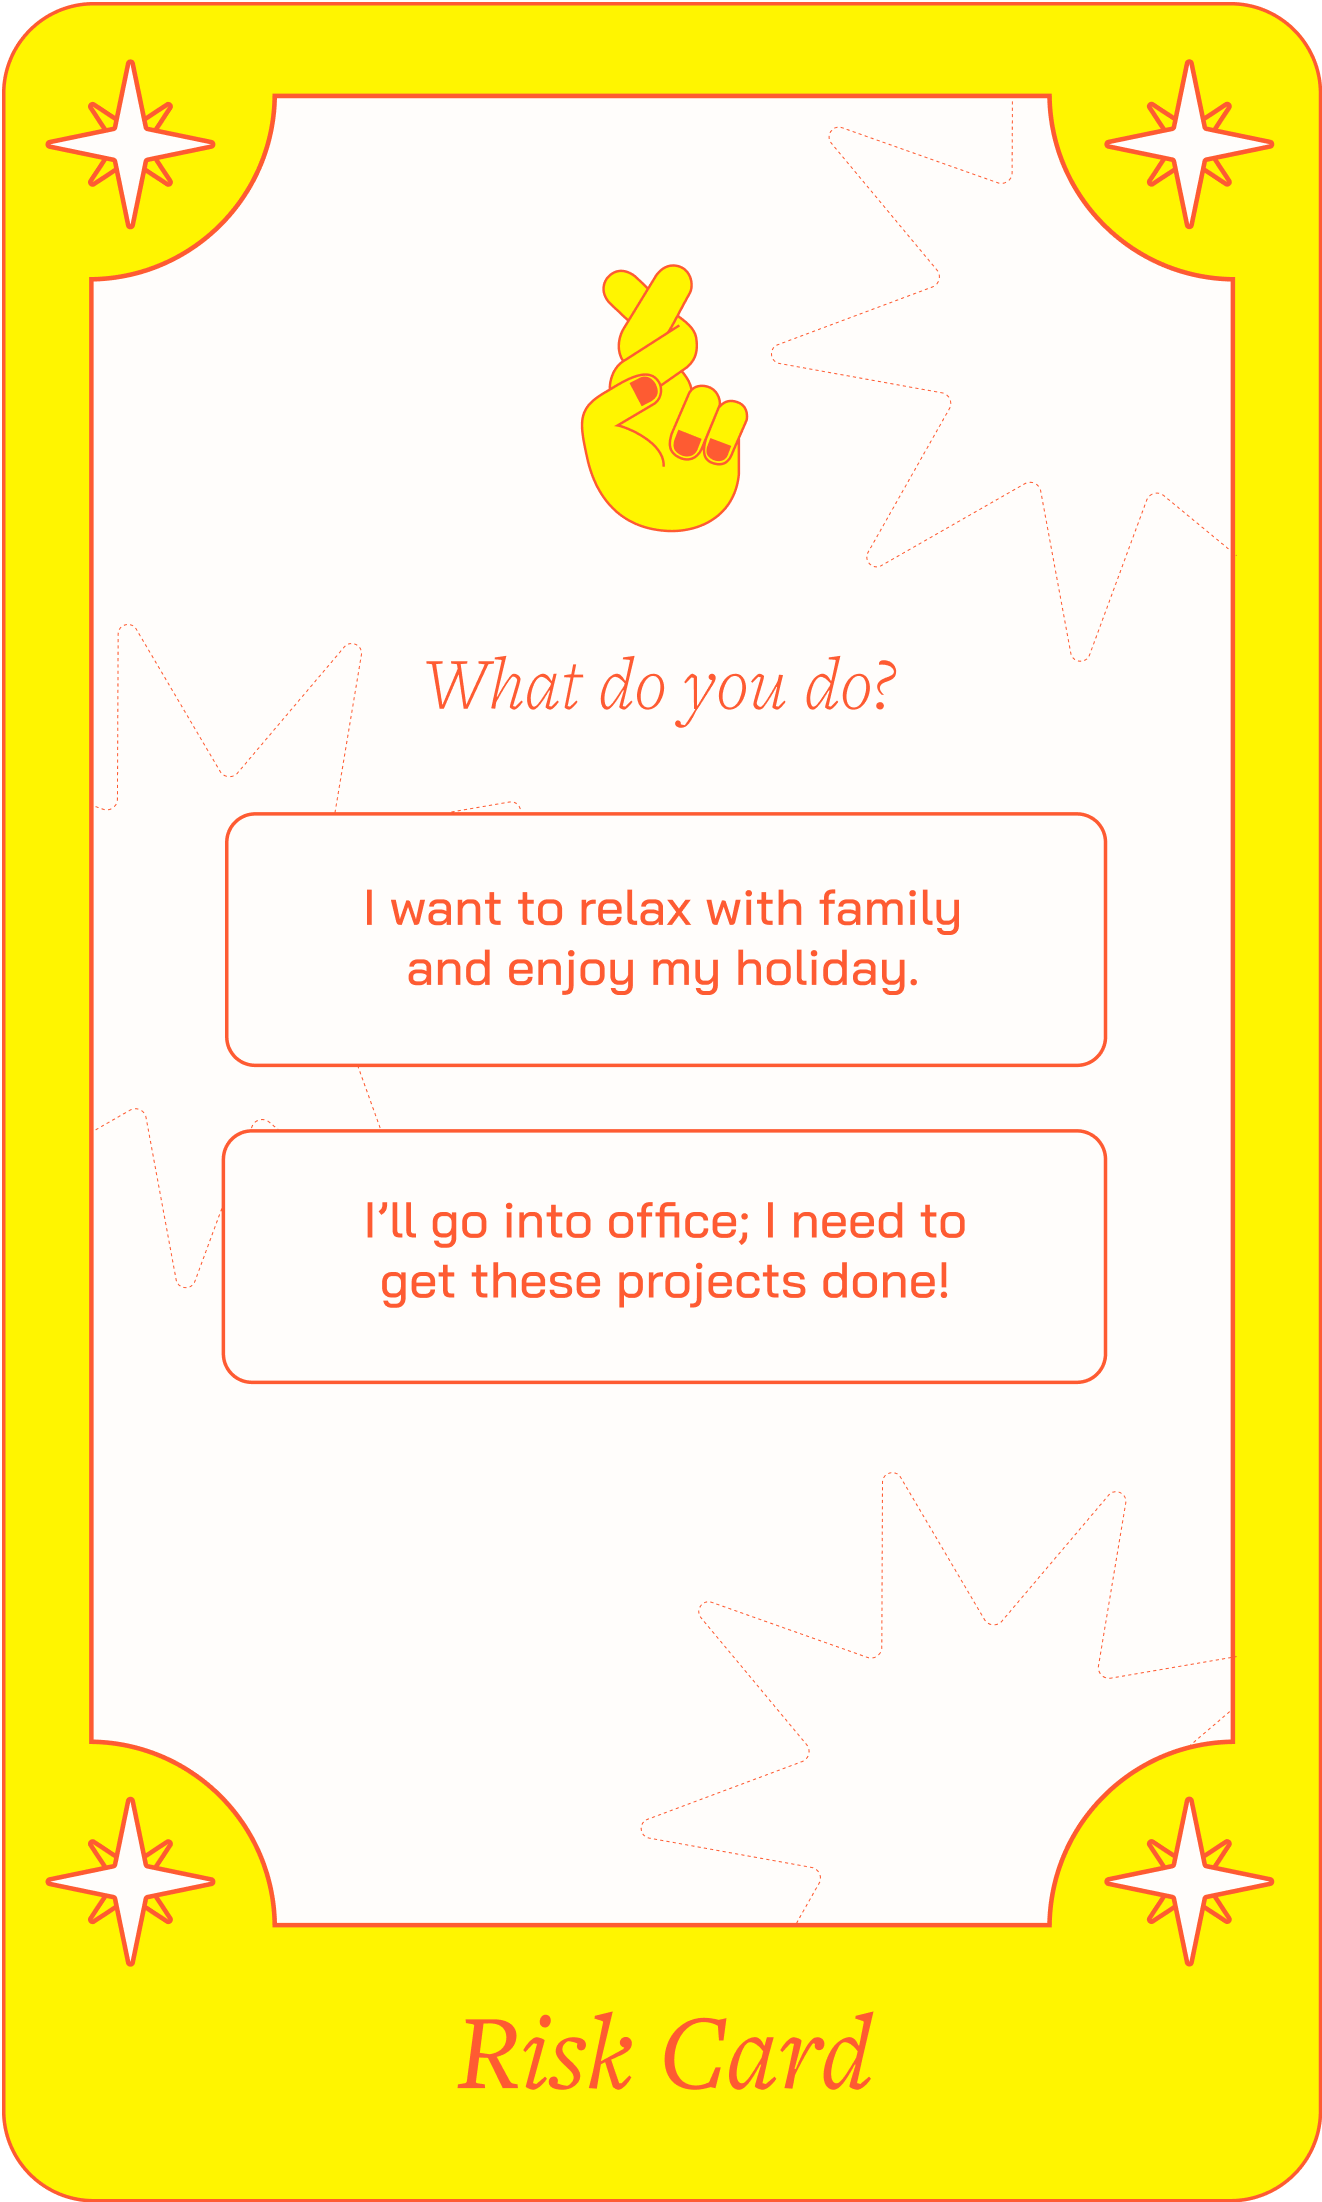 What do you do?
I want to relax with family
and enjoy my holiday.
I’ll go into office; I need to
get these projects done!
Risk Card